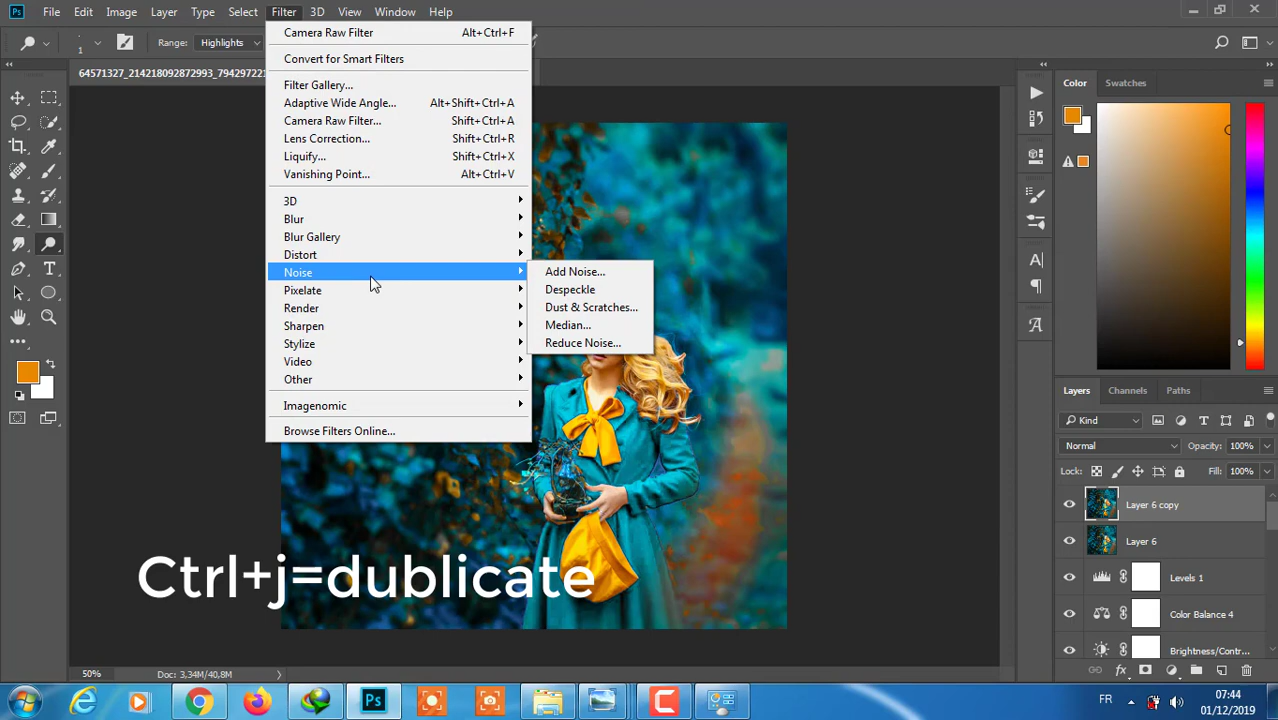 Ps File Edit Image Layer Type Select Filter 3D View Window Help
1 Range: Highlights
64571327_214218092872993_794297221
Camera Raw Filter Alt+Ctrl+F
Convert for Smart Filters
Filter Gallery...
Adaptive Wide Angle... Alt+Shift+Ctrl+A
Camera Raw Filter... Shift+Ctrl+A
Lens Correction... Shift+Ctrl+R
Liquify... Shift+Ctrl+X
Vanishing Point... Alt+Ctrl+V
3D
Blur
Blur Gallery
Distort
Noise
Pixelate
Render
Sharpen
Stylize
Video
Other
Imagenomic
Browse Filters Online...
Add Noise...
Despeckle
Dust & Scratches...
Median...
Reduce Noise...
Color Swatches
Layers Channels Paths
Kind
Normal Opacity: 100%
Lock: Fill: 100%
Layer 6 copy
Layer 6
Levels 1
Color Balance 4
Brightness/Contr...
Ctrl+j=dublicate
50% Doc: 3,34M/40,8M
Ps FR 07:44
01/12/2019